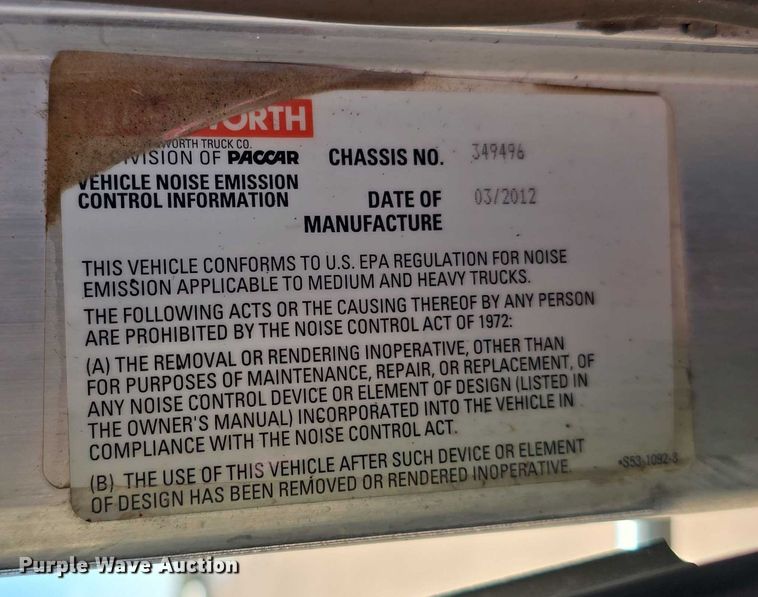 WORTH
WORTH TRUCK CO.
DIVISION OF PACCAR
VEHICLE NOISE EMISSION
CONTROL INFORMATION
CHASSIS NO. 349496
DATE OF
MANUFACTURE
03/2012
THIS VEHICLE CONFORMS TO U.S. EPA REGULATION FOR NOISE
EMISSION APPLICABLE TO MEDIUM AND HEAVY TRUCKS.
THE FOLLOWING ACTS OR THE CAUSING THEREOF BY ANY PERSON
ARE PROHIBITED BY THE NOISE CONTROL ACT OF 1972:
(A) THE REMOVAL OR RENDERING INOPERATIVE, OTHER THAN
FOR PURPOSES OF MAINTENANCE, REPAIR, OR REPLACEMENT, OF
ANY NOISE CONTROL DEVICE OR ELEMENT OF DESIGN (LISTED IN
THE OWNER'S MANUAL) INCORPORATED INTO THE VEHICLE IN
COMPLIANCE WITH THE NOISE CONTROL ACT.
(B) THE USE OF THIS VEHICLE AFTER SUCH DEVICE OR ELEMENT
OF DESIGN HAS BEEN REMOVED OR RENDERED INOPERATIVE.
Purple Wave Auction